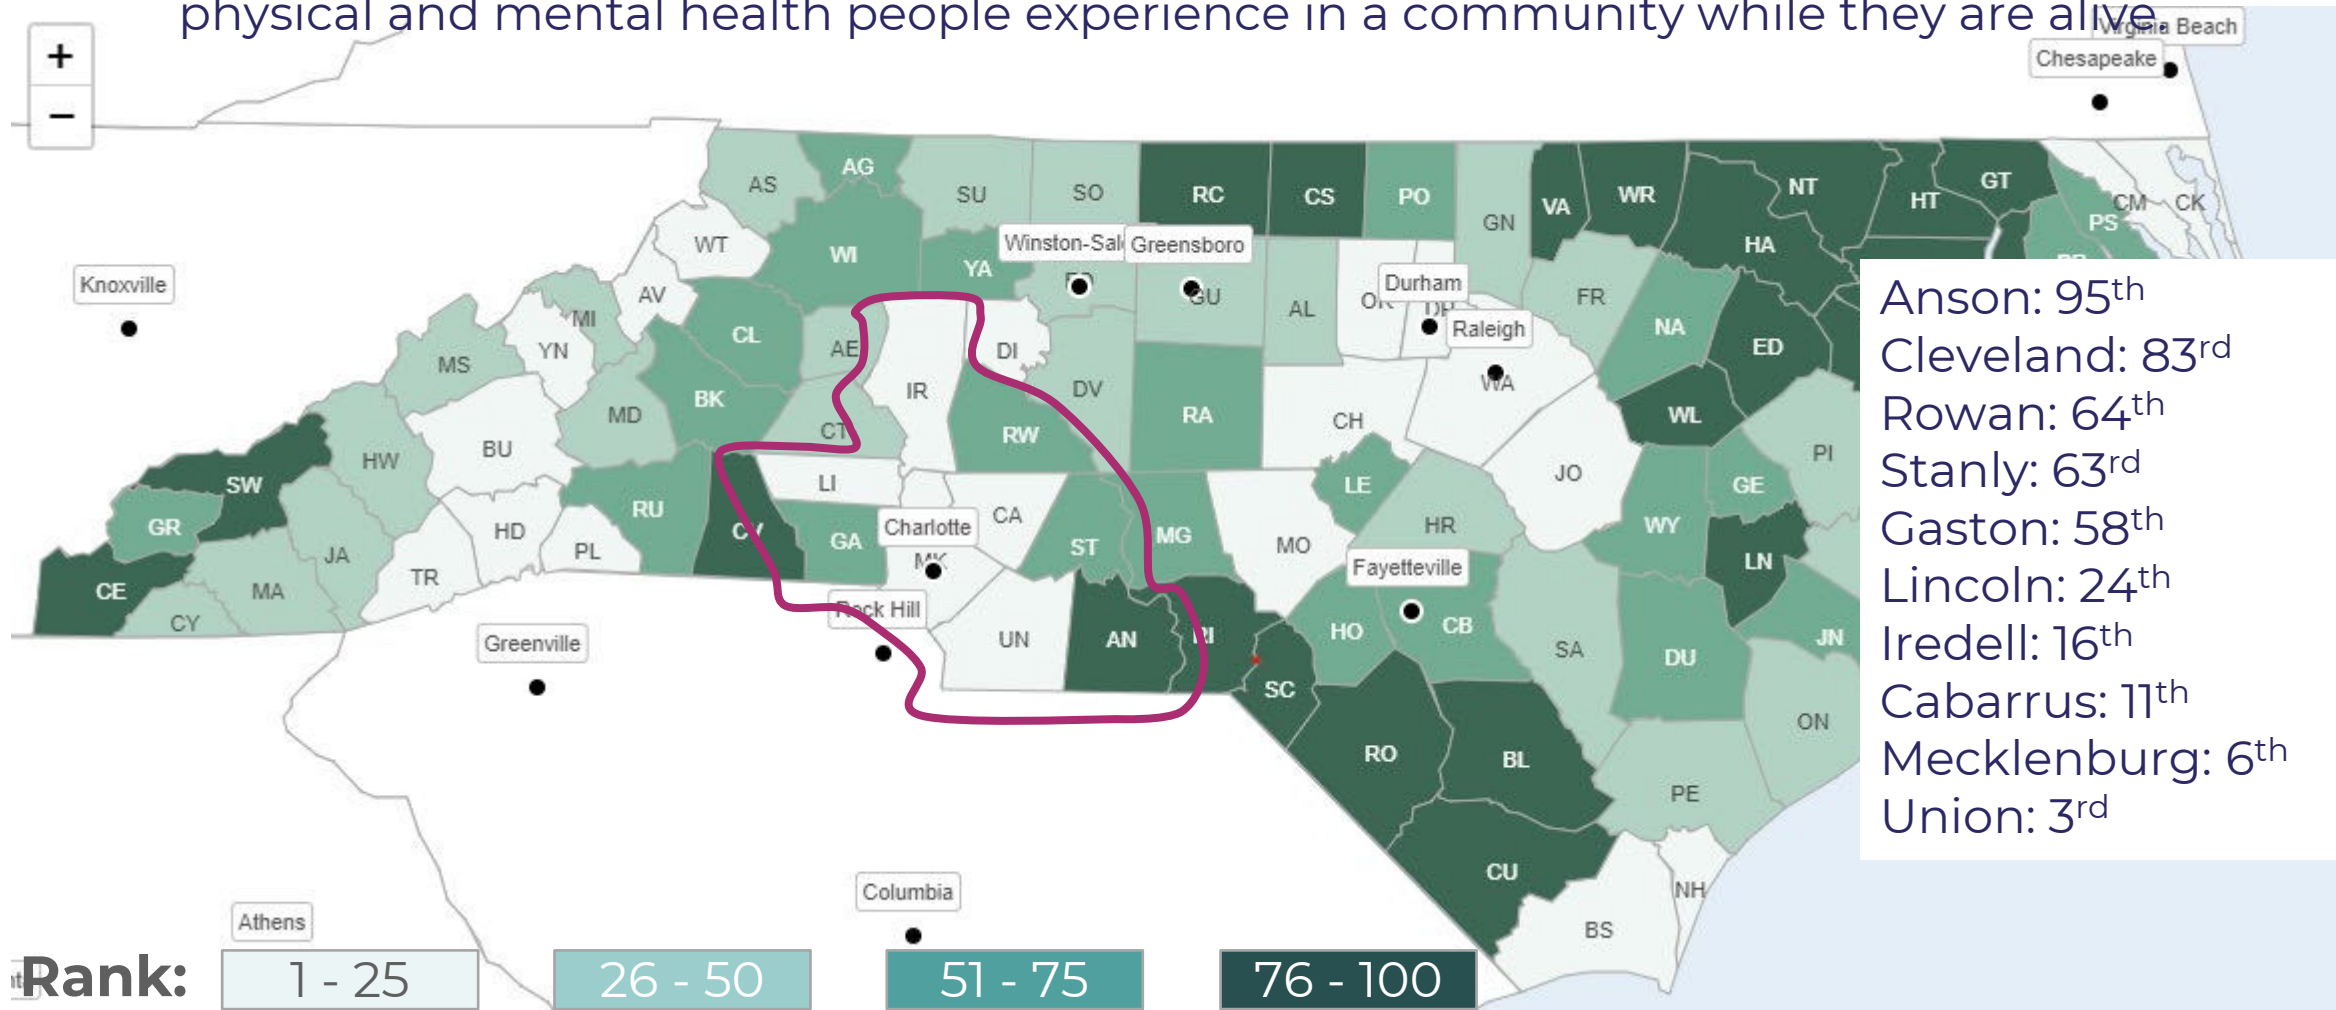 physical and mental health people experience in a community while they are alive.
+
−
Virginia Beach
Chesapeake
AS
AG
SU
SO
RC
CS
PO
GN
VA
WR
NT
HT
GT
PS
CM
CK
WT
WI
YA
Winston-Sal
Greensboro
HA
Knoxville
MI
AV
CL
GU
AL
Durham
FR
NA
ED
YN
AE
IR
DI
Raleigh
WA
MS
BK
MD
DV
RA
CH
WL
BU
CT
RW
PI
HW
SW
LI
LE
JO
GE
GR
HD
RU
CV
GA
Charlotte
CA
ST
MG
MO
HR
WY
JA
PL
MK
LN
CE
MA
TR
CY
Rock Hill
Fayetteville
Greenville
UN
AN
HO
CB
SA
DU
JN
SC
RO
BL
PE
ON
CU
NH
BS
Columbia
Athens
Anson: 95th
Cleveland: 83rd
Rowan: 64th
Stanly: 63rd
Gaston: 58th
Lincoln: 24th
Iredell: 16th
Cabarrus: 11th
Mecklenburg: 6th
Union: 3rd
Rank:
1 - 25
26 - 50
51 - 75
76 - 100